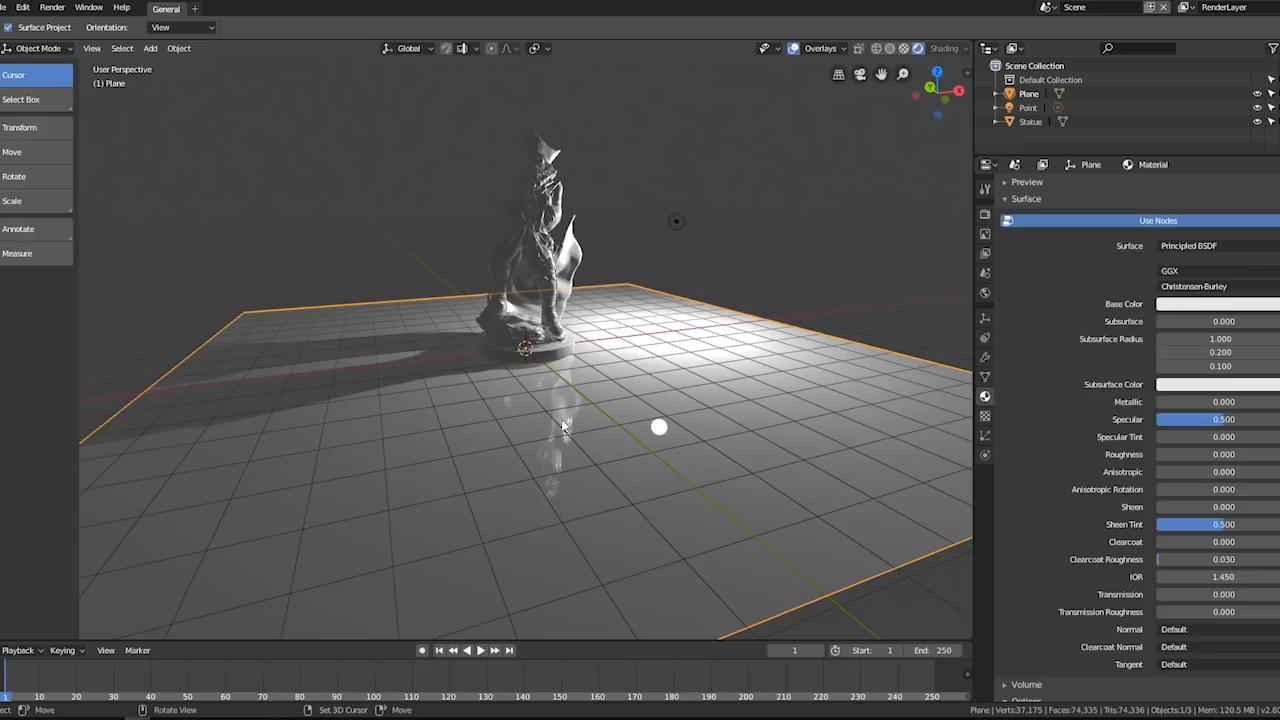 Edit Render Window Help General + Scene RenderLayer
Surface Project Orientation: View
Object Mode View Select Add Object Global Overlays Shading
Cursor
Select Box
Transform
Move
Rotate
Scale
Annotate
Measure
User Perspective
(1) Plane
Z
Y
X
Scene Collection
Default Collection
Plane
Point
Statue
Plane Material
Preview
Surface
Use Nodes
Surface Principled BSDF
GGX
Christensen-Burley
Base Color
Subsurface 0.000
Subsurface Radius 1.000
0.200
0.100
Subsurface Color
Metallic 0.000
Specular 0.500
Specular Tint 0.000
Roughness 0.000
Anisotropic 0.000
Anisotropic Rotation 0.000
Sheen 0.000
Sheen Tint 0.500
Clearcoat 0.000
Clearcoat Roughness 0.030
IOR 1.450
Transmission 0.000
Transmission Roughness 0.000
Normal Default
Clearcoat Normal Default
Tangent Default
Volume
Playback Keying View Marker 1 Start: 1 End: 250
1 10 20 30 40 50 60 70 80 90 100 110 120 130 140 150 160 170 180 190 200 210 220 230 240 250
Move Rotate View Set 3D Cursor Move Plane | Verts:37,175 | Faces:74,335 | Tris:74,336 | Objects:1/3 | Mem: 120.5 MB | v2.80